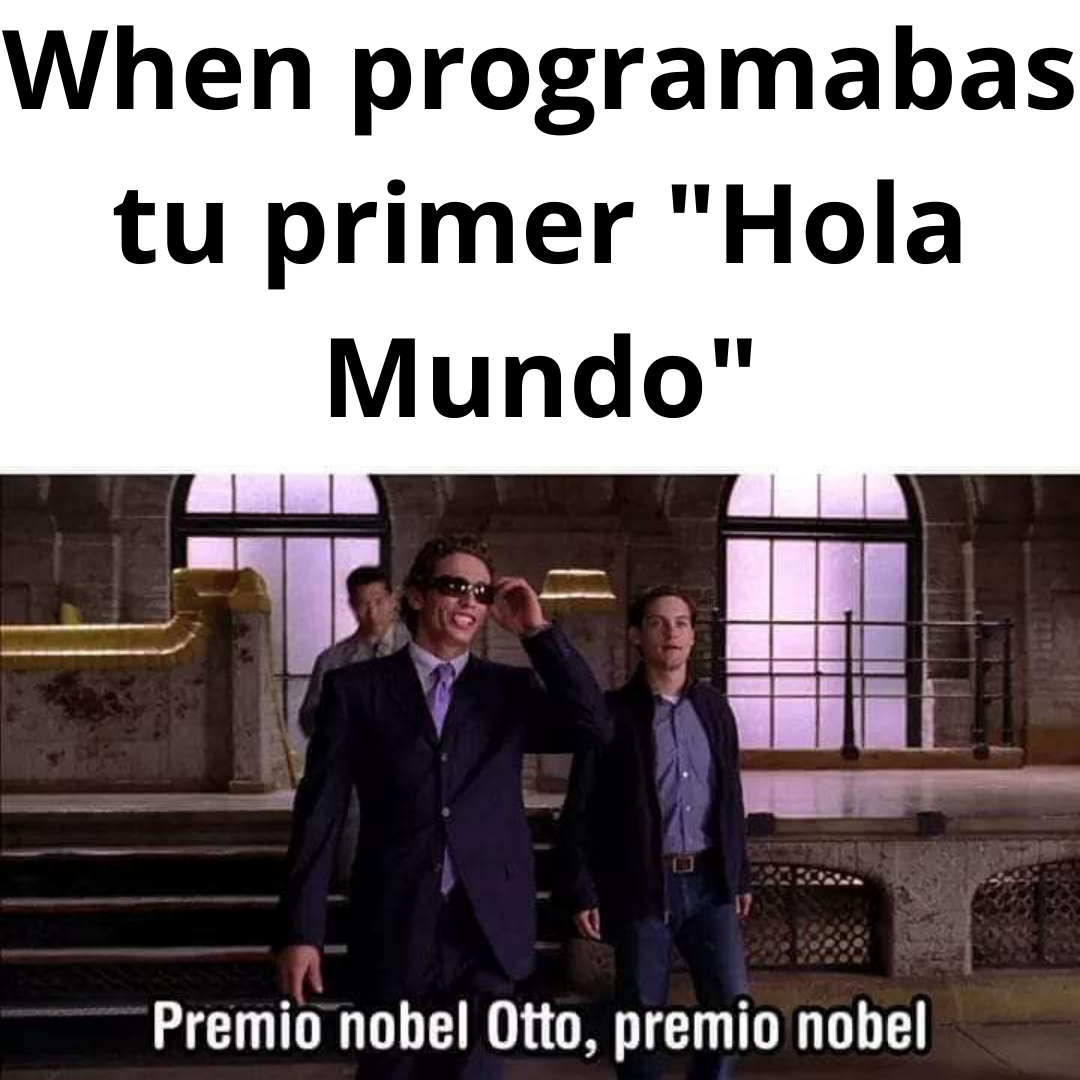 When programabas
tu primer "Hola
Mundo"
Premio nobel Otto, premio nobel